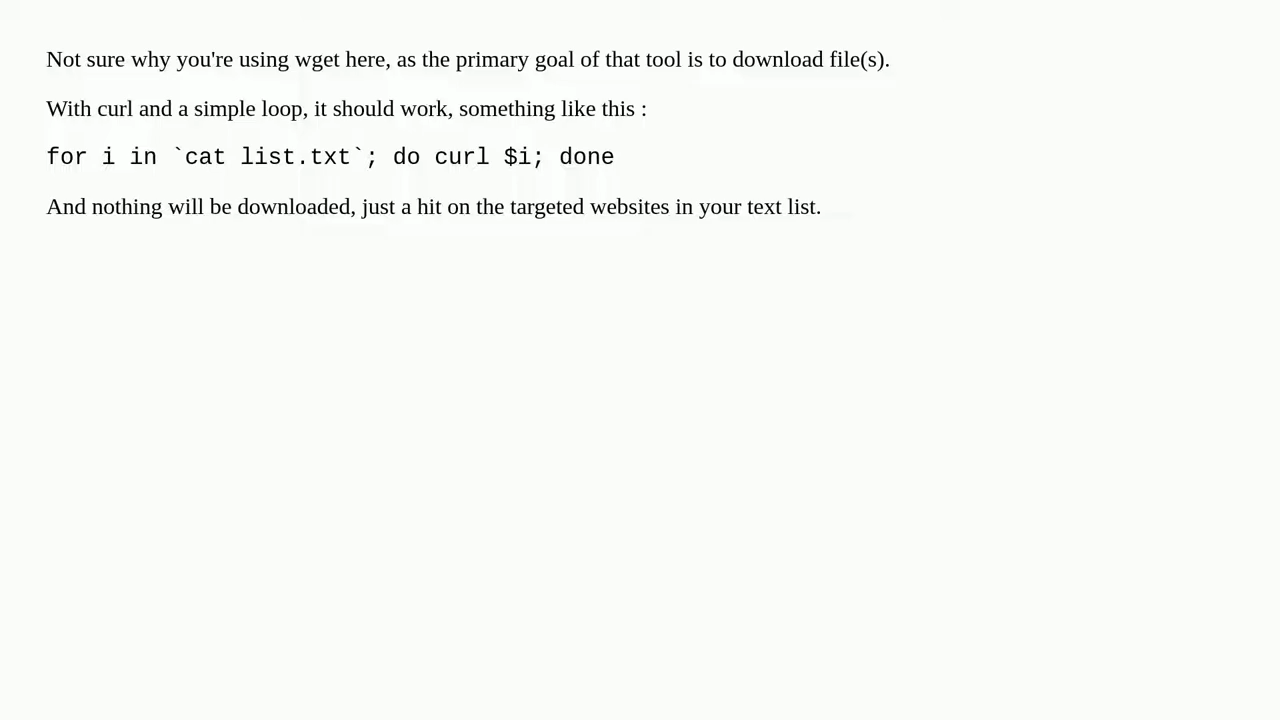 Not sure why you're using wget here, as the primary goal of that tool is to download file(s).
With curl and a simple loop, it should work, something like this :
for i in `cat list.txt`; do curl $i; done
And nothing will be downloaded, just a hit on the targeted websites in your text list.